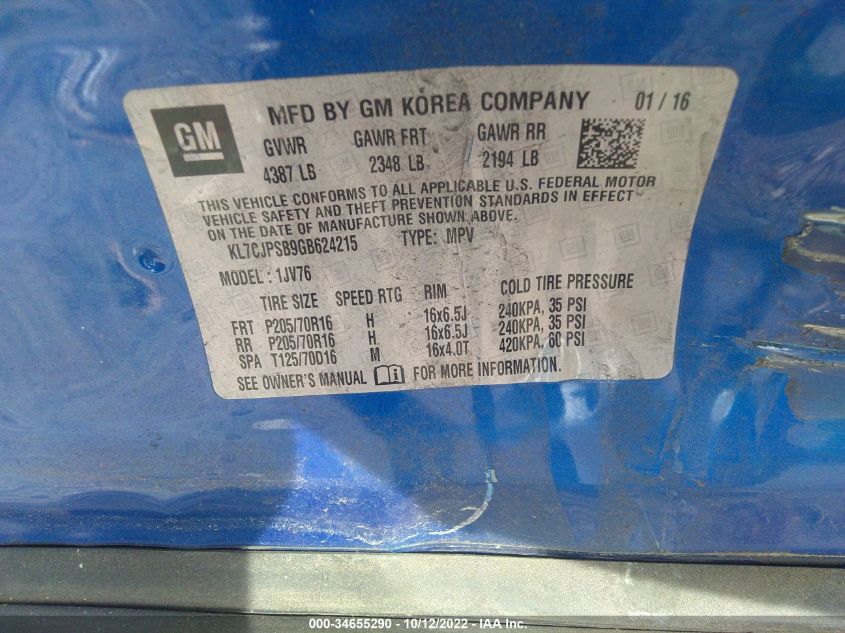 GM
MFD BY GM KOREA COMPANY 01 / 16
GVWR GAWR FRT GAWR RR
4387 LB 2348 LB 2194 LB
THIS VEHICLE CONFORMS TO ALL APPLICABLE U.S. FEDERAL MOTOR
VEHICLE SAFETY AND THEFT PREVENTION STANDARDS IN EFFECT
ON THE DATE OF MANUFACTURE SHOWN ABOVE.
KL7CJPSB9GB624215 TYPE: MPV
MODEL : 1JV76
TIRE SIZE SPEED RTG RIM COLD TIRE PRESSURE
FRT P205/70R16 H 16x6.5J 240KPA, 35 PSI
RR P205/70R16 H 16x6.5J 240KPA, 35 PSI
SPA T125/70D16 M 16x4.0T 420KPA, 60 PSI
SEE OWNER'S MANUAL FOR MORE INFORMATION.
000-34655290 - 10/12/2022 - IAA Inc.